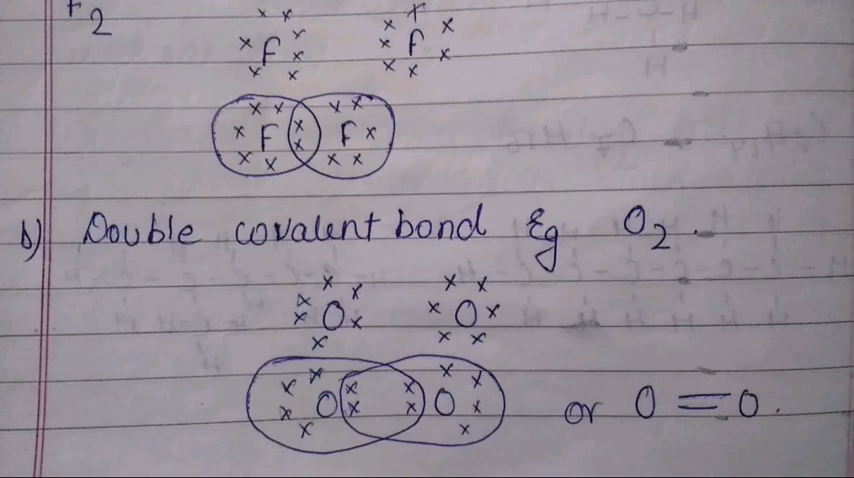 F2
F F
F F
b) Double covalent bond Eg O2.
O O
O O or O = O.